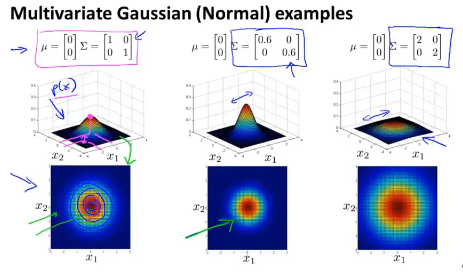 Multivariate Gaussian (Normal) examples
μ = [0 0] Σ = [1 0 0 1]
μ = [0 0] Σ = [0.6 0 0 0.6]
μ = [0 0] Σ = [2 0 0 2]
p(x)
x₂ x₁
x₂ x₁
x₂ x₁
x₂
x₁
x₂
x₁
x₂
x₁